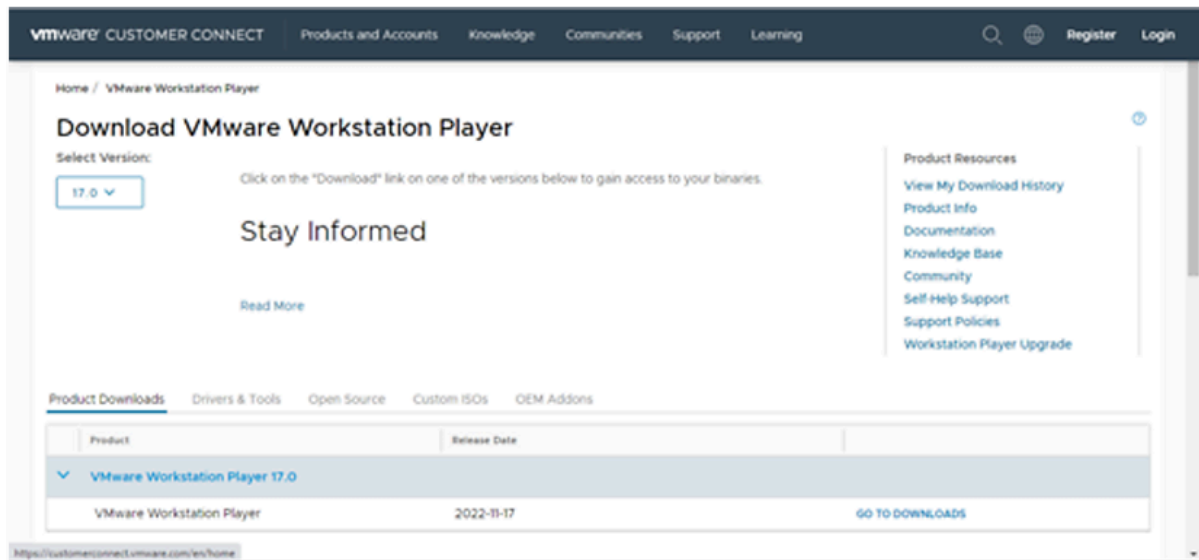 vmware CUSTOMER CONNECT Products and Accounts Knowledge Communities Support Learning Register Login
Home / VMware Workstation Player
Download VMware Workstation Player
Select Version:
17.0
Click on the "Download" link on one of the versions below to gain access to your binaries.
Stay Informed
Read More
Product Resources
View My Download History
Product Info
Documentation
Knowledge Base
Community
Self-Help Support
Support Policies
Workstation Player Upgrade
Product Downloads Drivers & Tools Open Source Custom ISOs OEM Addons
Product Release Date
VMware Workstation Player 17.0
VMware Workstation Player 2022-11-17 GO TO DOWNLOADS
https://customerconnect.vmware.com/en/home